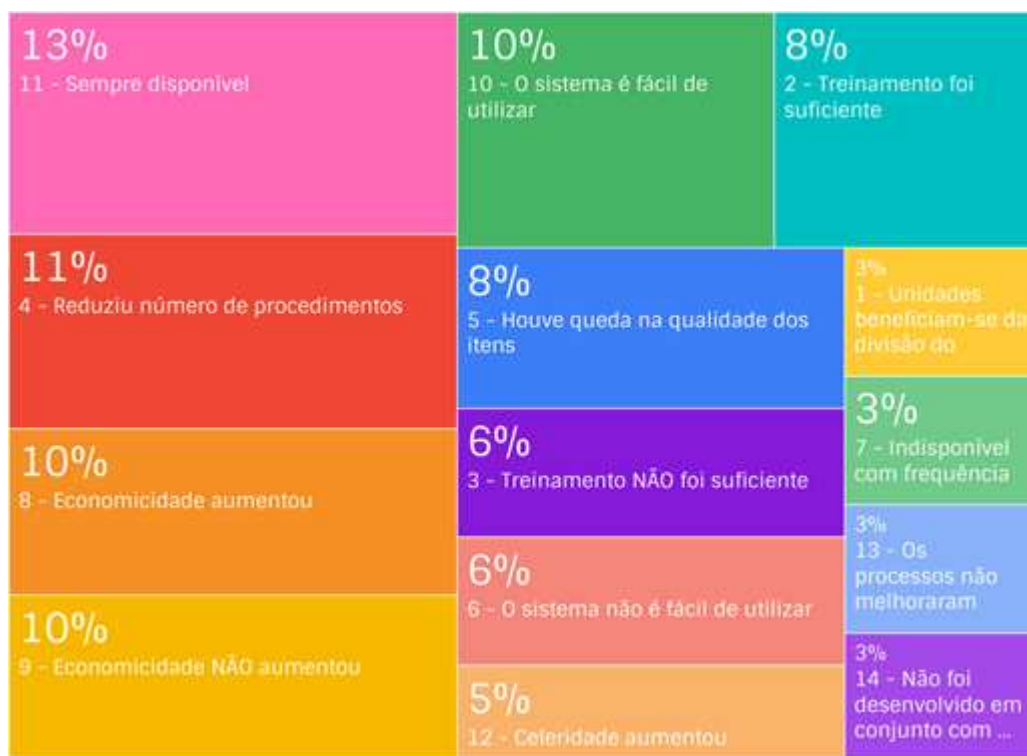 13%
11 - Sempre disponivel
11%
4 - Reduziu número de procedimentos
10%
8 - Economicidade aumentou
10%
9 - Economicidade NÃO aumentou
10%
10 - O sistema é fácil de
utilizar
8%
2 - Treinamento foi
suficiente
8%
5 - Houve queda na qualidade dos
itens
6%
3 - Treinamento NÃO foi suficiente
6%
6 - O sistema não é fácil de utilizar
5%
12 - Celeridade aumentou
3%
1 - Unidades
beneficiam-se da
divisão do
3%
7 - Indisponível
com frequência
3%
13 - Os
processos não
melhoraram
3%
14 - Não foi
desenvolvido em
conjunto com ...